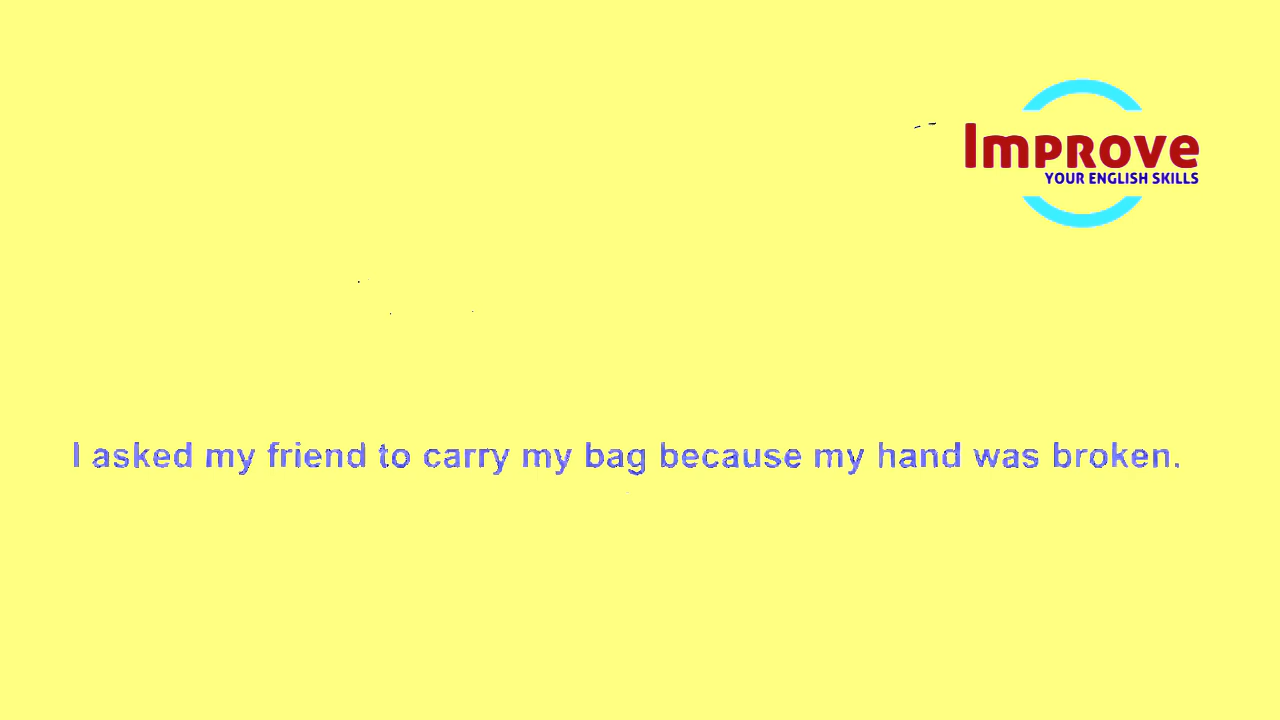 Improve
YOUR ENGLISH SKILLS
I asked my friend to carry my bag because my hand was broken.